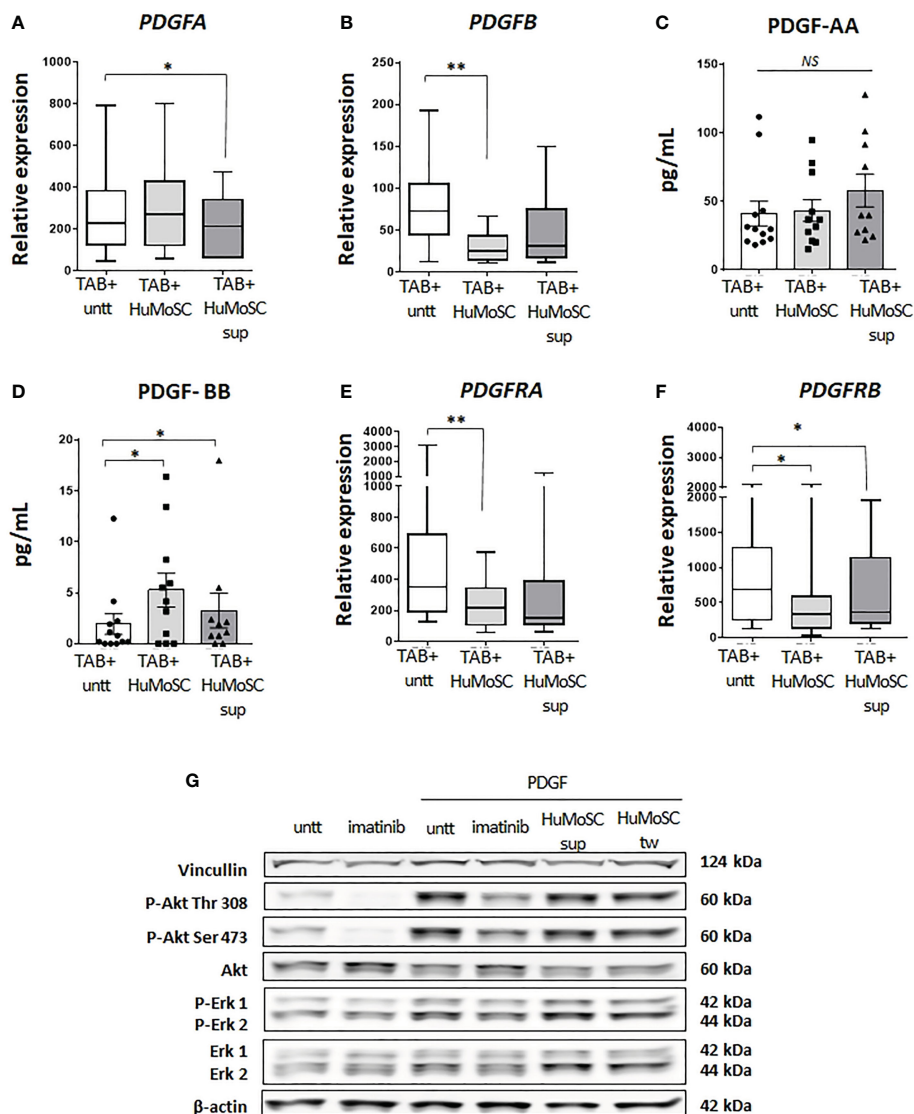 A
PDGFA
Relative expression
1000
800
600
400
200
0
*
TAB+ TAB+ TAB+
untt HuMoSC HuMoSC
sup
B
PDGFB
Relative expression
250
200
150
100
50
0
**
TAB+ TAB+ TAB+
untt HuMoSC HuMoSC
sup
C
PDGF-AA
pg/mL
150
100
50
0
NS
TAB+ TAB+ TAB+
untt HuMoSC HuMoSC
sup
D
PDGF- BB
pg/mL
20
15
10
5
0
*
*
TAB+ TAB+ TAB+
untt HuMoSC HuMoSC
sup
E
PDGFRA
Relative expression
4000
3000
2000
1000
1000
800
600
400
200
0
**
TAB+ TAB+ TAB+
untt HuMoSC HuMoSC
sup
F
PDGFRB
Relative expression
4000
3000
2000
2000
1500
1000
500
0
*
*
TAB+ TAB+ TAB+
untt HuMoSC HuMoSC
sup
G
PDGF
untt imatinib untt imatinib HuMoSC HuMoSC
sup tw
Vincullin 124 kDa
P-Akt Thr 308 60 kDa
P-Akt Ser 473 60 kDa
Akt 60 kDa
P-Erk 1 42 kDa
P-Erk 2 44 kDa
Erk 1 42 kDa
Erk 2 44 kDa
β-actin 42 kDa